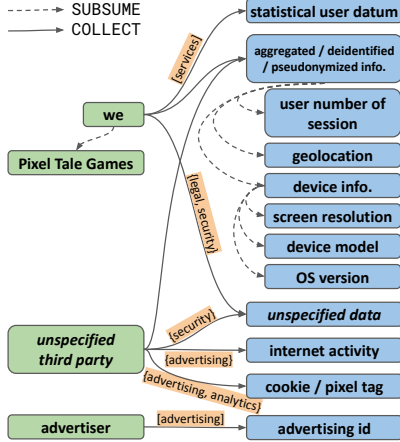 SUBSUME
COLLECT
statistical user datum
aggregated / deidentified
/ pseudonymized info.
[services]
user number of
session
we
geolocation
Pixel Tale Games
device info.
screen resolution
{legal, security}
device model
OS version
unspecified data
{security}
unspecified
third party
internet activity
{advertising}
{advertising, analytics}
cookie / pixel tag
advertiser
[advertising]
advertising id